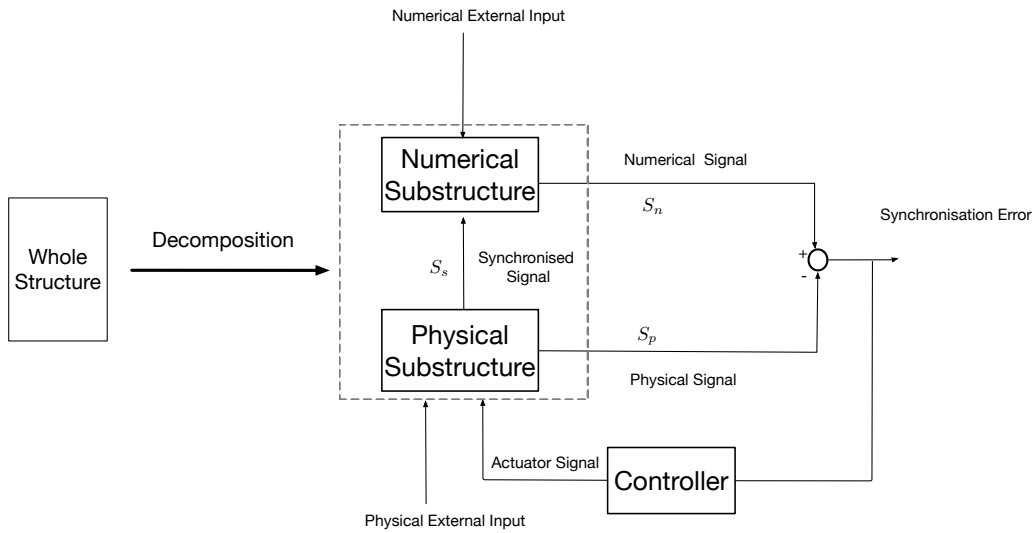 Numerical External Input
Numerical
Substructure
Numerical Signal
S_n
Synchronisation Error
Whole
Structure
Decomposition
S_s
Synchronised
Signal
+
-
Physical
Substructure
S_p
Physical Signal
Actuator Signal
Controller
Physical External Input